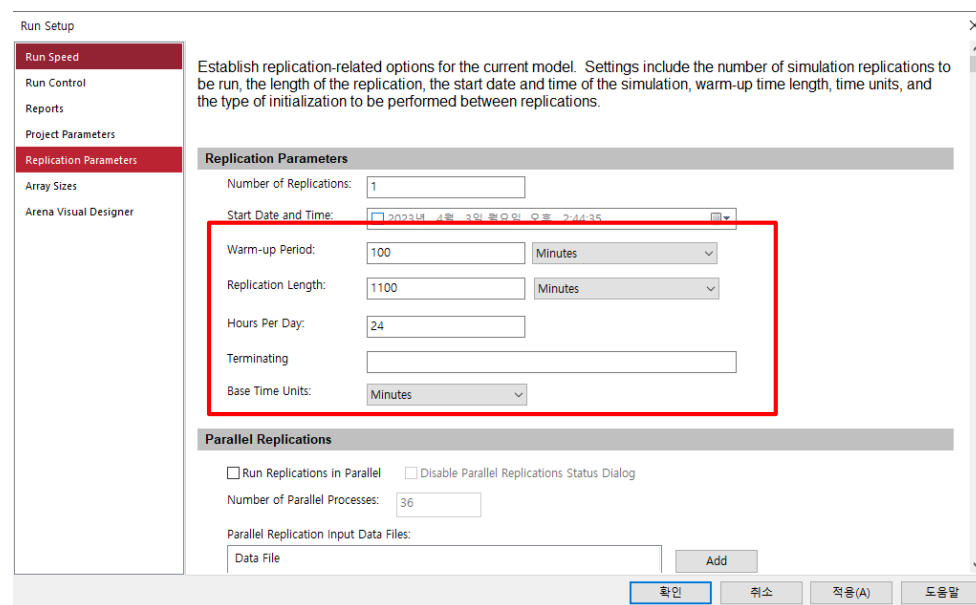 Run Setup
Run Speed
Run Control
Reports
Project Parameters
Replication Parameters
Array Sizes
Arena Visual Designer
Establish replication-related options for the current model. Settings include the number of simulation replications to
be run, the length of the replication, the start date and time of the simulation, warm-up time length, time units, and
the type of initialization to be performed between replications.
Replication Parameters
Number of Replications: 1
Start Date and Time: 2023년 4월 3일 월요일 오후 2:44:35
Warm-up Period: 100 Minutes
Replication Length: 1100 Minutes
Hours Per Day: 24
Terminating
Base Time Units: Minutes
Parallel Replications
Run Replications in Parallel Disable Parallel Replications Status Dialog
Number of Parallel Processes: 36
Parallel Replication Input Data Files:
Data File Add
확인 취소 적용(A) 도움말